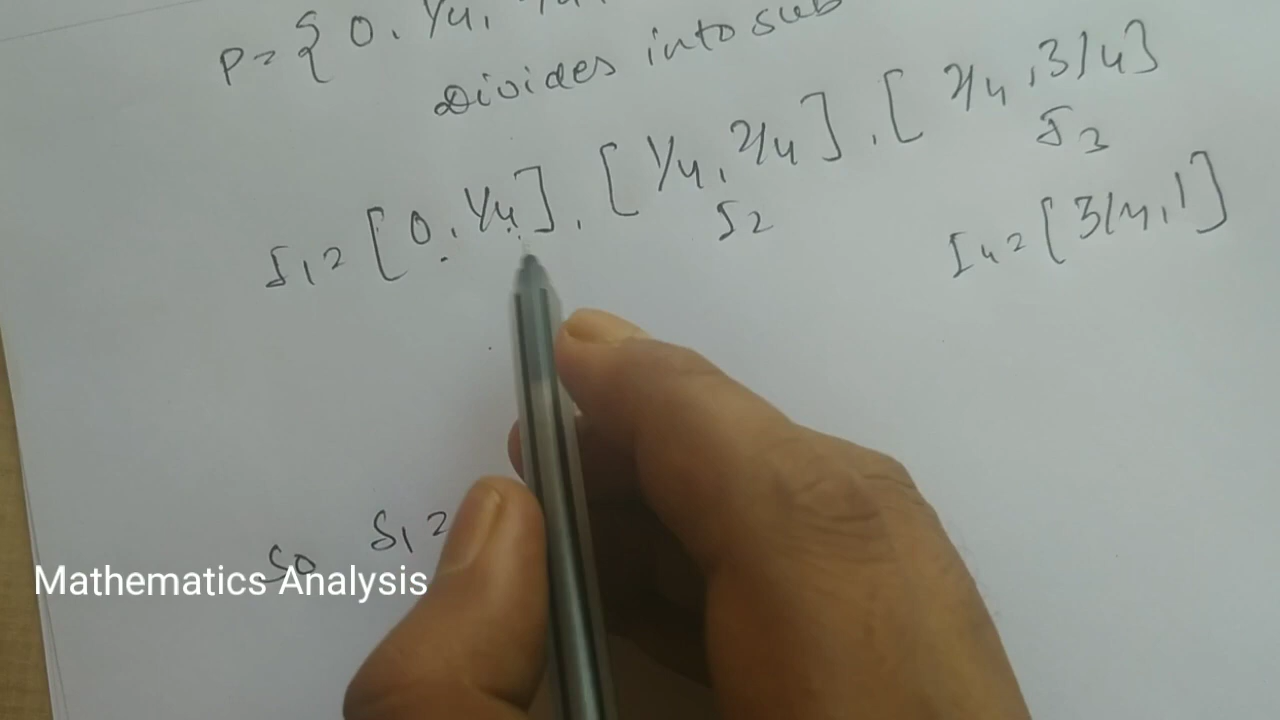 P = { 0, 1/4,
Divides into sub
I1 = [ 0, 1/4 ], [ 1/4, 2/4 ], [ 2/4, 3/4 ]
I2 I3
I4 = [ 3/4, 1 ]
So δ1 =
Mathematics Analysis